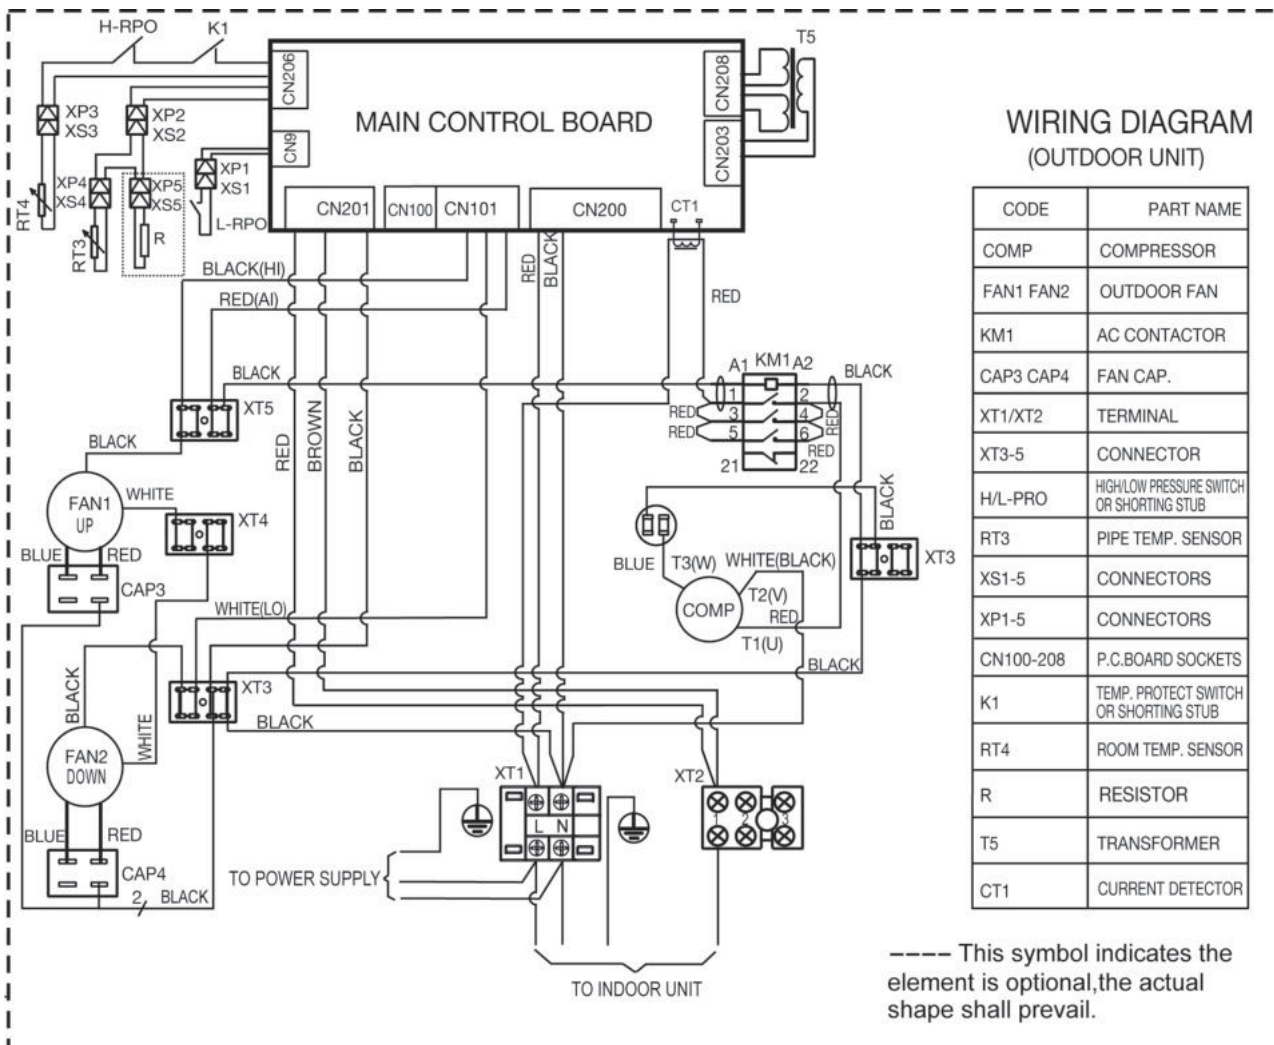 H-RPO
K1
T5
CN206
CN208
XP3
XS3
XP2
XS2
MAIN CONTROL BOARD
CN9
CN203
XP1
XS1
XP4
XS4
XP5
XS5
RT4
RT3
R
L-RPO
CN201
CN100
CN101
CN200
CT1
BLACK(HI)
RED(AI)
RED
BLACK
RED
BLACK
A1 KM1 A2
BLACK
1
2
RED
3
4
RED
RED
5
6
RED
21
22
XT5
BLACK
RED
BROWN
BLACK
FAN1
UP
WHITE
XT4
BLUE
RED
CAP3
BLACK
XT3
BLUE
T3(W)
WHITE(BLACK)
COMP
T2(V)
RED
T1(U)
WHITE(LO)
BLACK
BLACK
XT3
BLACK
WHITE
FAN2
DOWN
XT1
XT2
L N
1 2 3
BLUE
RED
CAP4
2
BLACK
TO POWER SUPPLY
TO INDOOR UNIT
WIRING DIAGRAM
(OUTDOOR UNIT)
CODE PART NAME
COMP COMPRESSOR
FAN1 FAN2 OUTDOOR FAN
KM1 AC CONTACTOR
CAP3 CAP4 FAN CAP.
XT1/XT2 TERMINAL
XT3-5 CONNECTOR
H/L-PRO HIGH/LOW PRESSURE SWITCH
OR SHORTING STUB
RT3 PIPE TEMP. SENSOR
XS1-5 CONNECTORS
XP1-5 CONNECTORS
CN100-208 P.C.BOARD SOCKETS
K1 TEMP. PROTECT SWITCH
OR SHORTING STUB
RT4 ROOM TEMP. SENSOR
R RESISTOR
T5 TRANSFORMER
CT1 CURRENT DETECTOR
---- This symbol indicates the
element is optional,the actual
shape shall prevail.